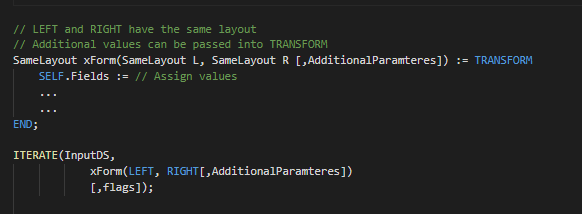 // LEFT and RIGHT have the same layout
// Additional values can be passed into TRANSFORM
SameLayout xForm(SameLayout L, SameLayout R [,AdditionalParamteres]) := TRANSFORM
SELF.Fields := // Assign values
...
...
END;
ITERATE(InputDS,
xForm(LEFT, RIGHT[,AdditionalParamteres])
[,flags]);